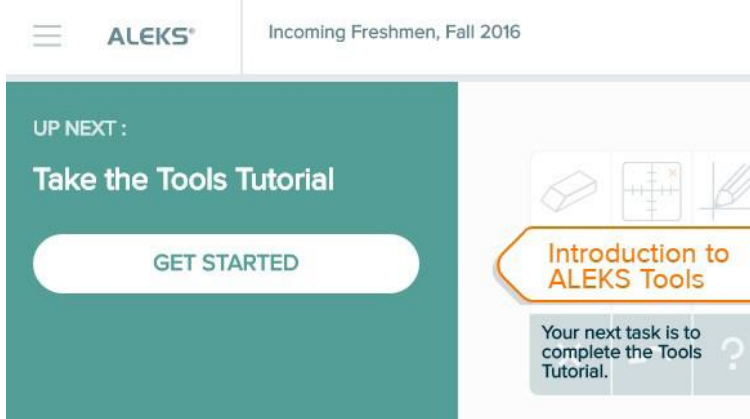 ALEKS®
Incoming Freshmen, Fall 2016
UP NEXT :
Take the Tools Tutorial
GET STARTED
Introduction to
ALEKS Tools
Your next task is to
complete the Tools
Tutorial.
?